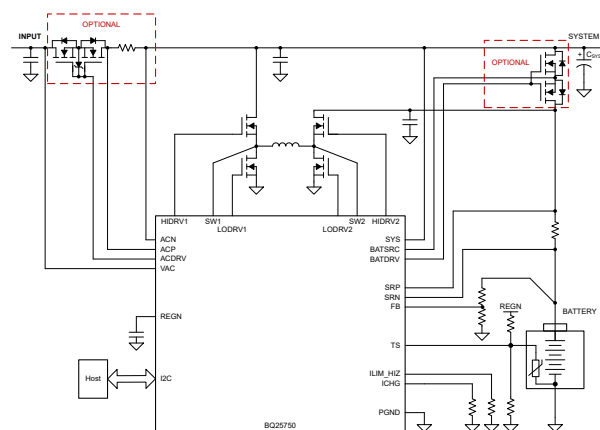 OPTIONAL
INPUT
SYSTEM
+
CSYS
OPTIONAL
HIDRV1
SW1
SW2
HIDRV2
LODRV1
LODRV2
ACN
ACP
ACDRV
VAC
SYS
BATSRC
BATDRV
SRP
SRN
FB
REGN
REGN
BATTERY
TS
Host
I2C
ILIM_HIZ
ICHG
PGND
BQ25750